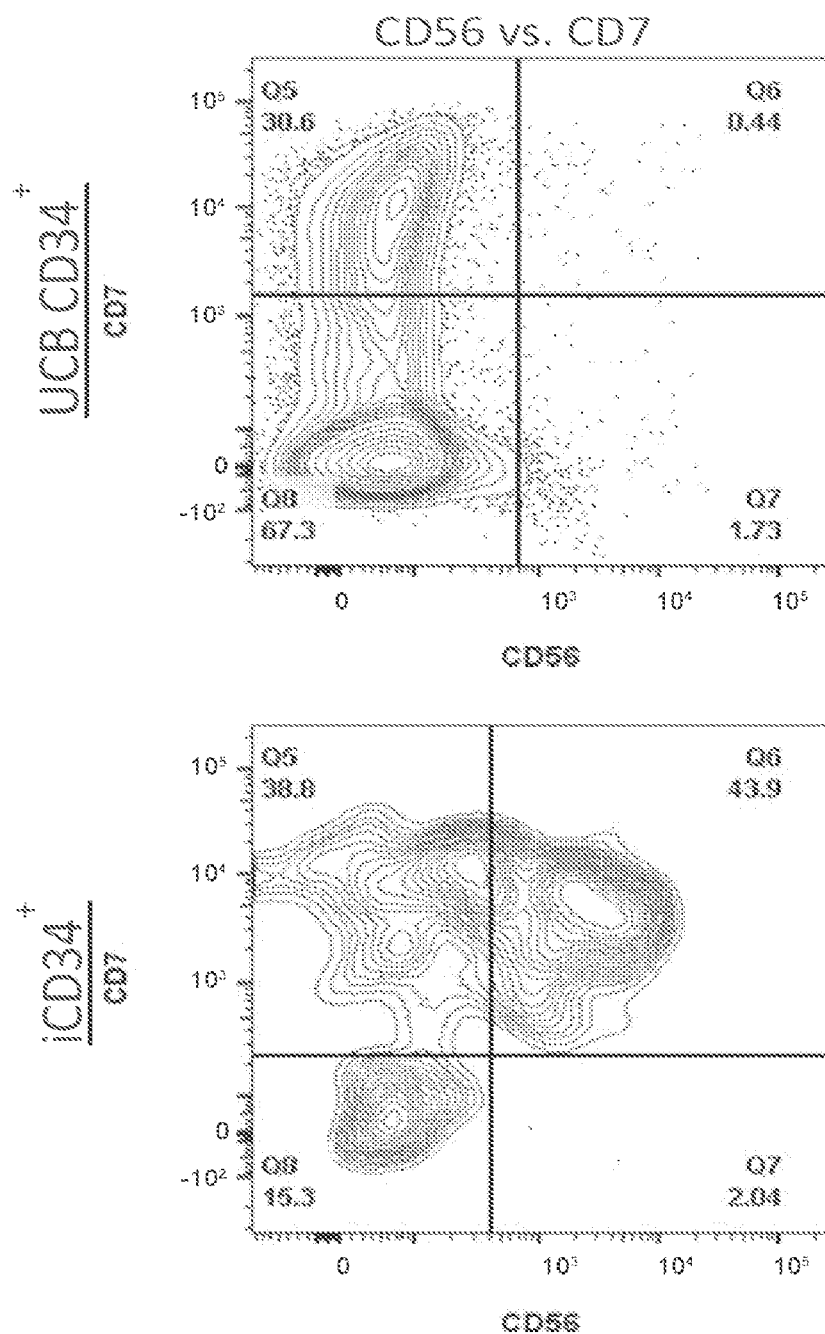 CD56 vs. CD7
UCB CD34+
CD7
Q5
30.6
Q6
0.44
Q8
67.3
Q7
1.73
10⁵
10⁴
10³
0
-10²
0
10³
10⁴
10⁵
CD56
iCD34+
CD7
Q5
38.8
Q6
43.9
Q8
15.3
Q7
2.04
10⁵
10⁴
10³
0
-10²
0
10³
10⁴
10⁵
CD56